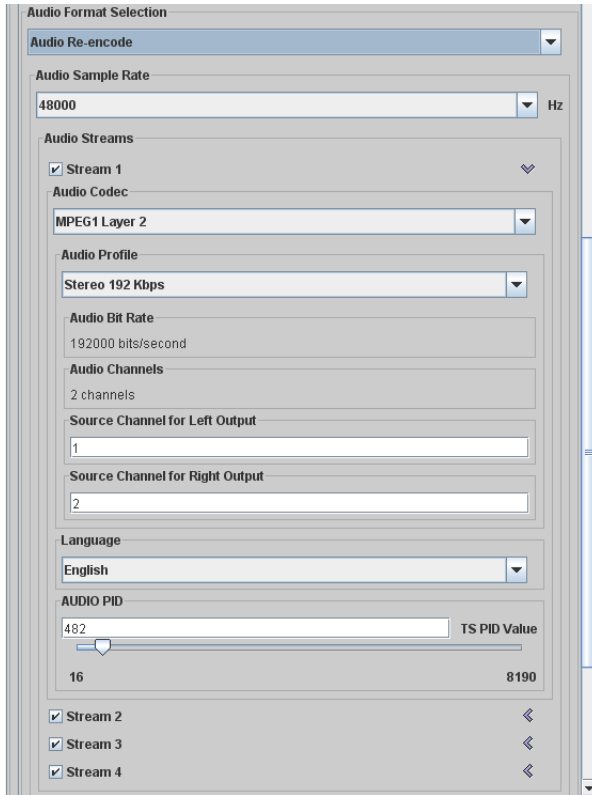 Audio Format Selection
Audio Re-encode
Audio Sample Rate
48000 Hz
Audio Streams
Stream 1
Audio Codec
MPEG1 Layer 2
Audio Profile
Stereo 192 Kbps
Audio Bit Rate
192000 bits/second
Audio Channels
2 channels
Source Channel for Left Output
1
Source Channel for Right Output
2
Language
English
AUDIO PID
482 TS PID Value
16 8190
Stream 2
Stream 3
Stream 4